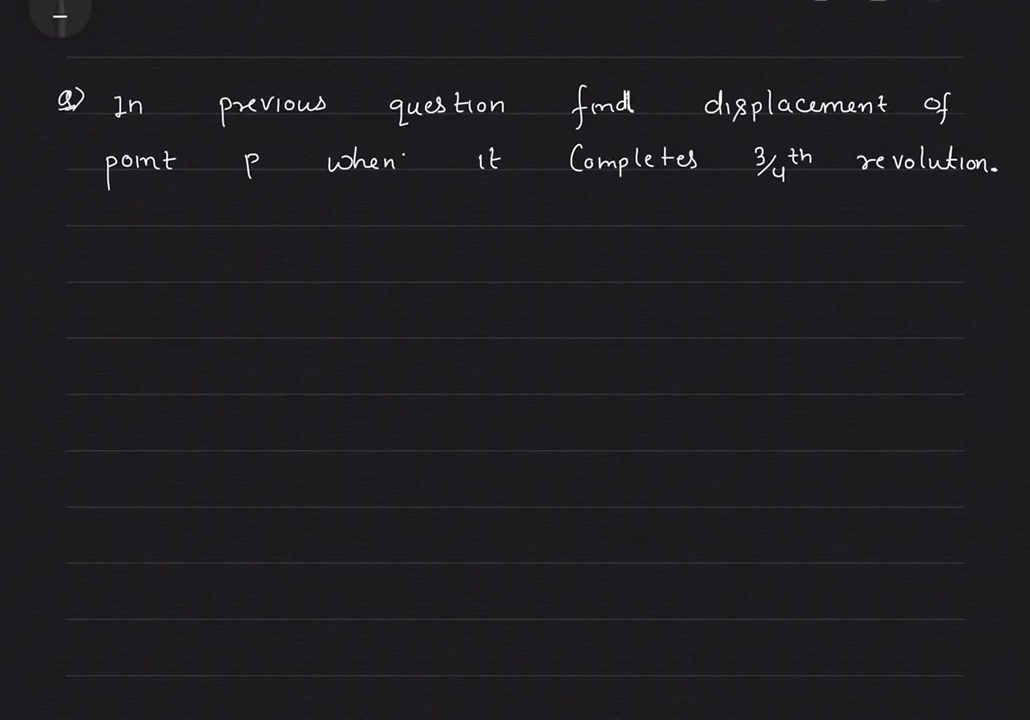 Q) In previous question find displacement of
point P when it Completes 3/4th revolution.